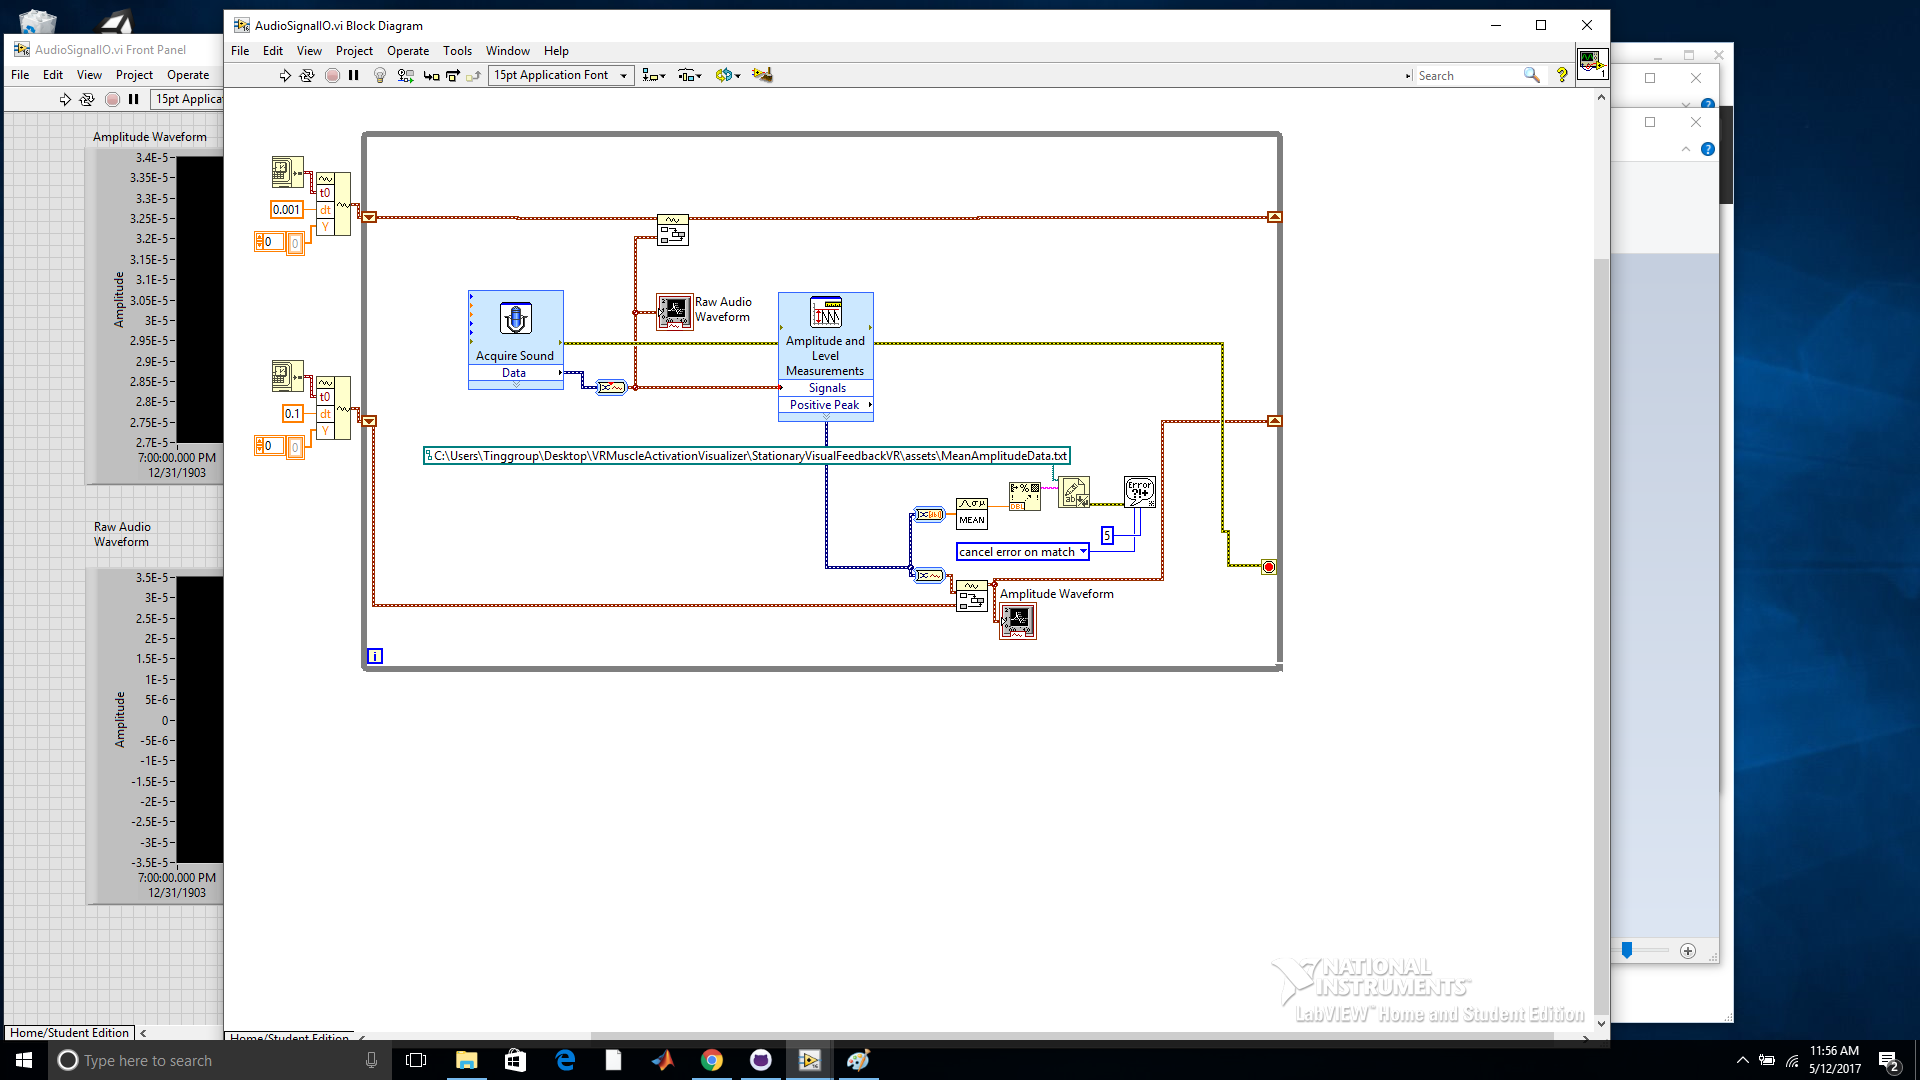 AudioSignalIO.vi Front Panel
File Edit View Project Operate
15pt Applica
Amplitude Waveform
3.4E-5
3.35E-5
3.3E-5
3.25E-5
3.2E-5
3.15E-5
3.1E-5
3.05E-5
3E-5
2.95E-5
2.9E-5
2.85E-5
2.8E-5
2.75E-5
2.7E-5
Amplitude
7:00:00.000 PM
12/31/1903
Raw Audio
Waveform
3.5E-5
3E-5
2.5E-5
2E-5
1.5E-5
1E-5
5E-6
0
-5E-6
-1E-5
-1.5E-5
-2E-5
-2.5E-5
-3E-5
-3.5E-5
Amplitude
7:00:00.000 PM
12/31/1903
Home/Student Edition
AudioSignalIO.vi Block Diagram
File Edit View Project Operate Tools Window Help
15pt Application Font
Search
1
t0
0.001 dt
0 0 Y
Raw Audio
Waveform
Acquire Sound
Data
Amplitude and
Level
Measurements
Signals
Positive Peak
t0
0.1 dt
0 0 Y
C:\Users\Tinggroup\Desktop\VRMuscleActivationVisualizer\StationaryVisualFeedbackVR\assets\MeanAmplitudeData.txt
MEAN
DBL
ab
Error
?!+
5
cancel error on match
Amplitude Waveform
i
NATIONAL
INSTRUMENTS™
LabVIEW™ Home and Student Edition
Home/Student Edition
Type here to search
11:56 AM
5/12/2017
2